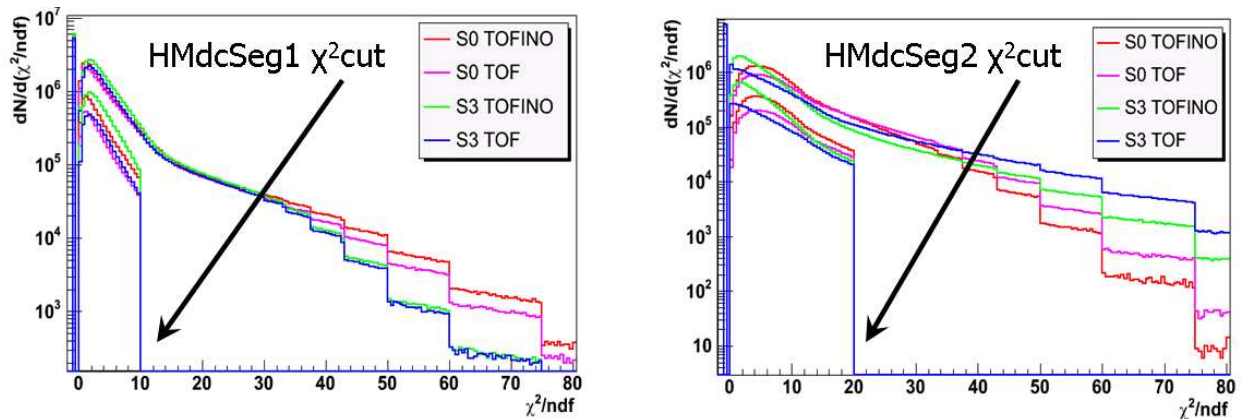 HMdcSeg1 χ²cut
S0 TOFINO
S0 TOF
S3 TOFINO
S3 TOF
dN/d(χ²/ndf)
10⁷
10⁶
10⁵
10⁴
10³
0 10 20 30 40 50 60 70 80
χ²/ndf
HMdcSeg2 χ²cut
S0 TOFINO
S0 TOF
S3 TOFINO
S3 TOF
dN/d(χ²/ndf)
10⁶
10⁵
10⁴
10³
10²
10
0 10 20 30 40 50 60 70 80
χ²/ndf